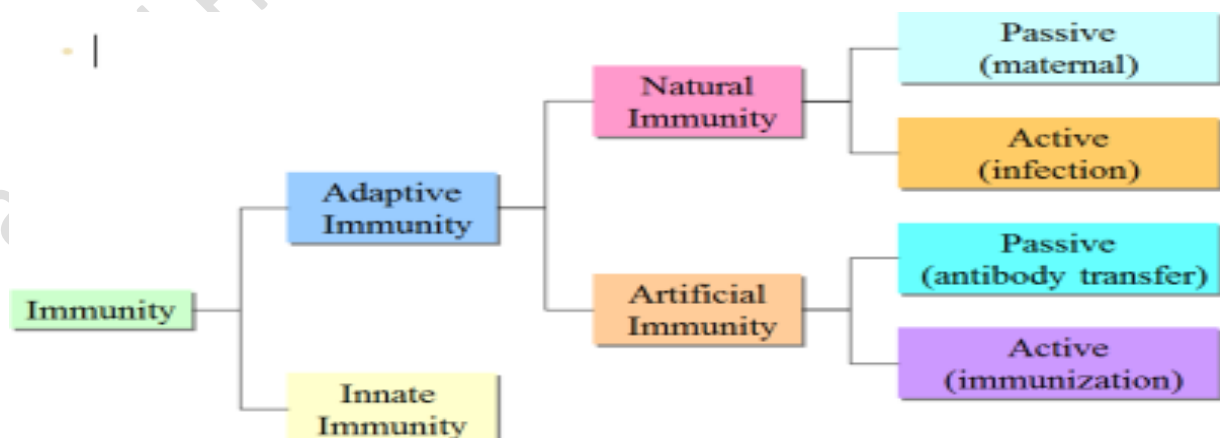 Passive
(maternal)
Natural
Immunity
Active
(infection)
Adaptive
Immunity
Passive
(antibody transfer)
Immunity
Artificial
Immunity
Active
(immunization)
Innate
Immunity